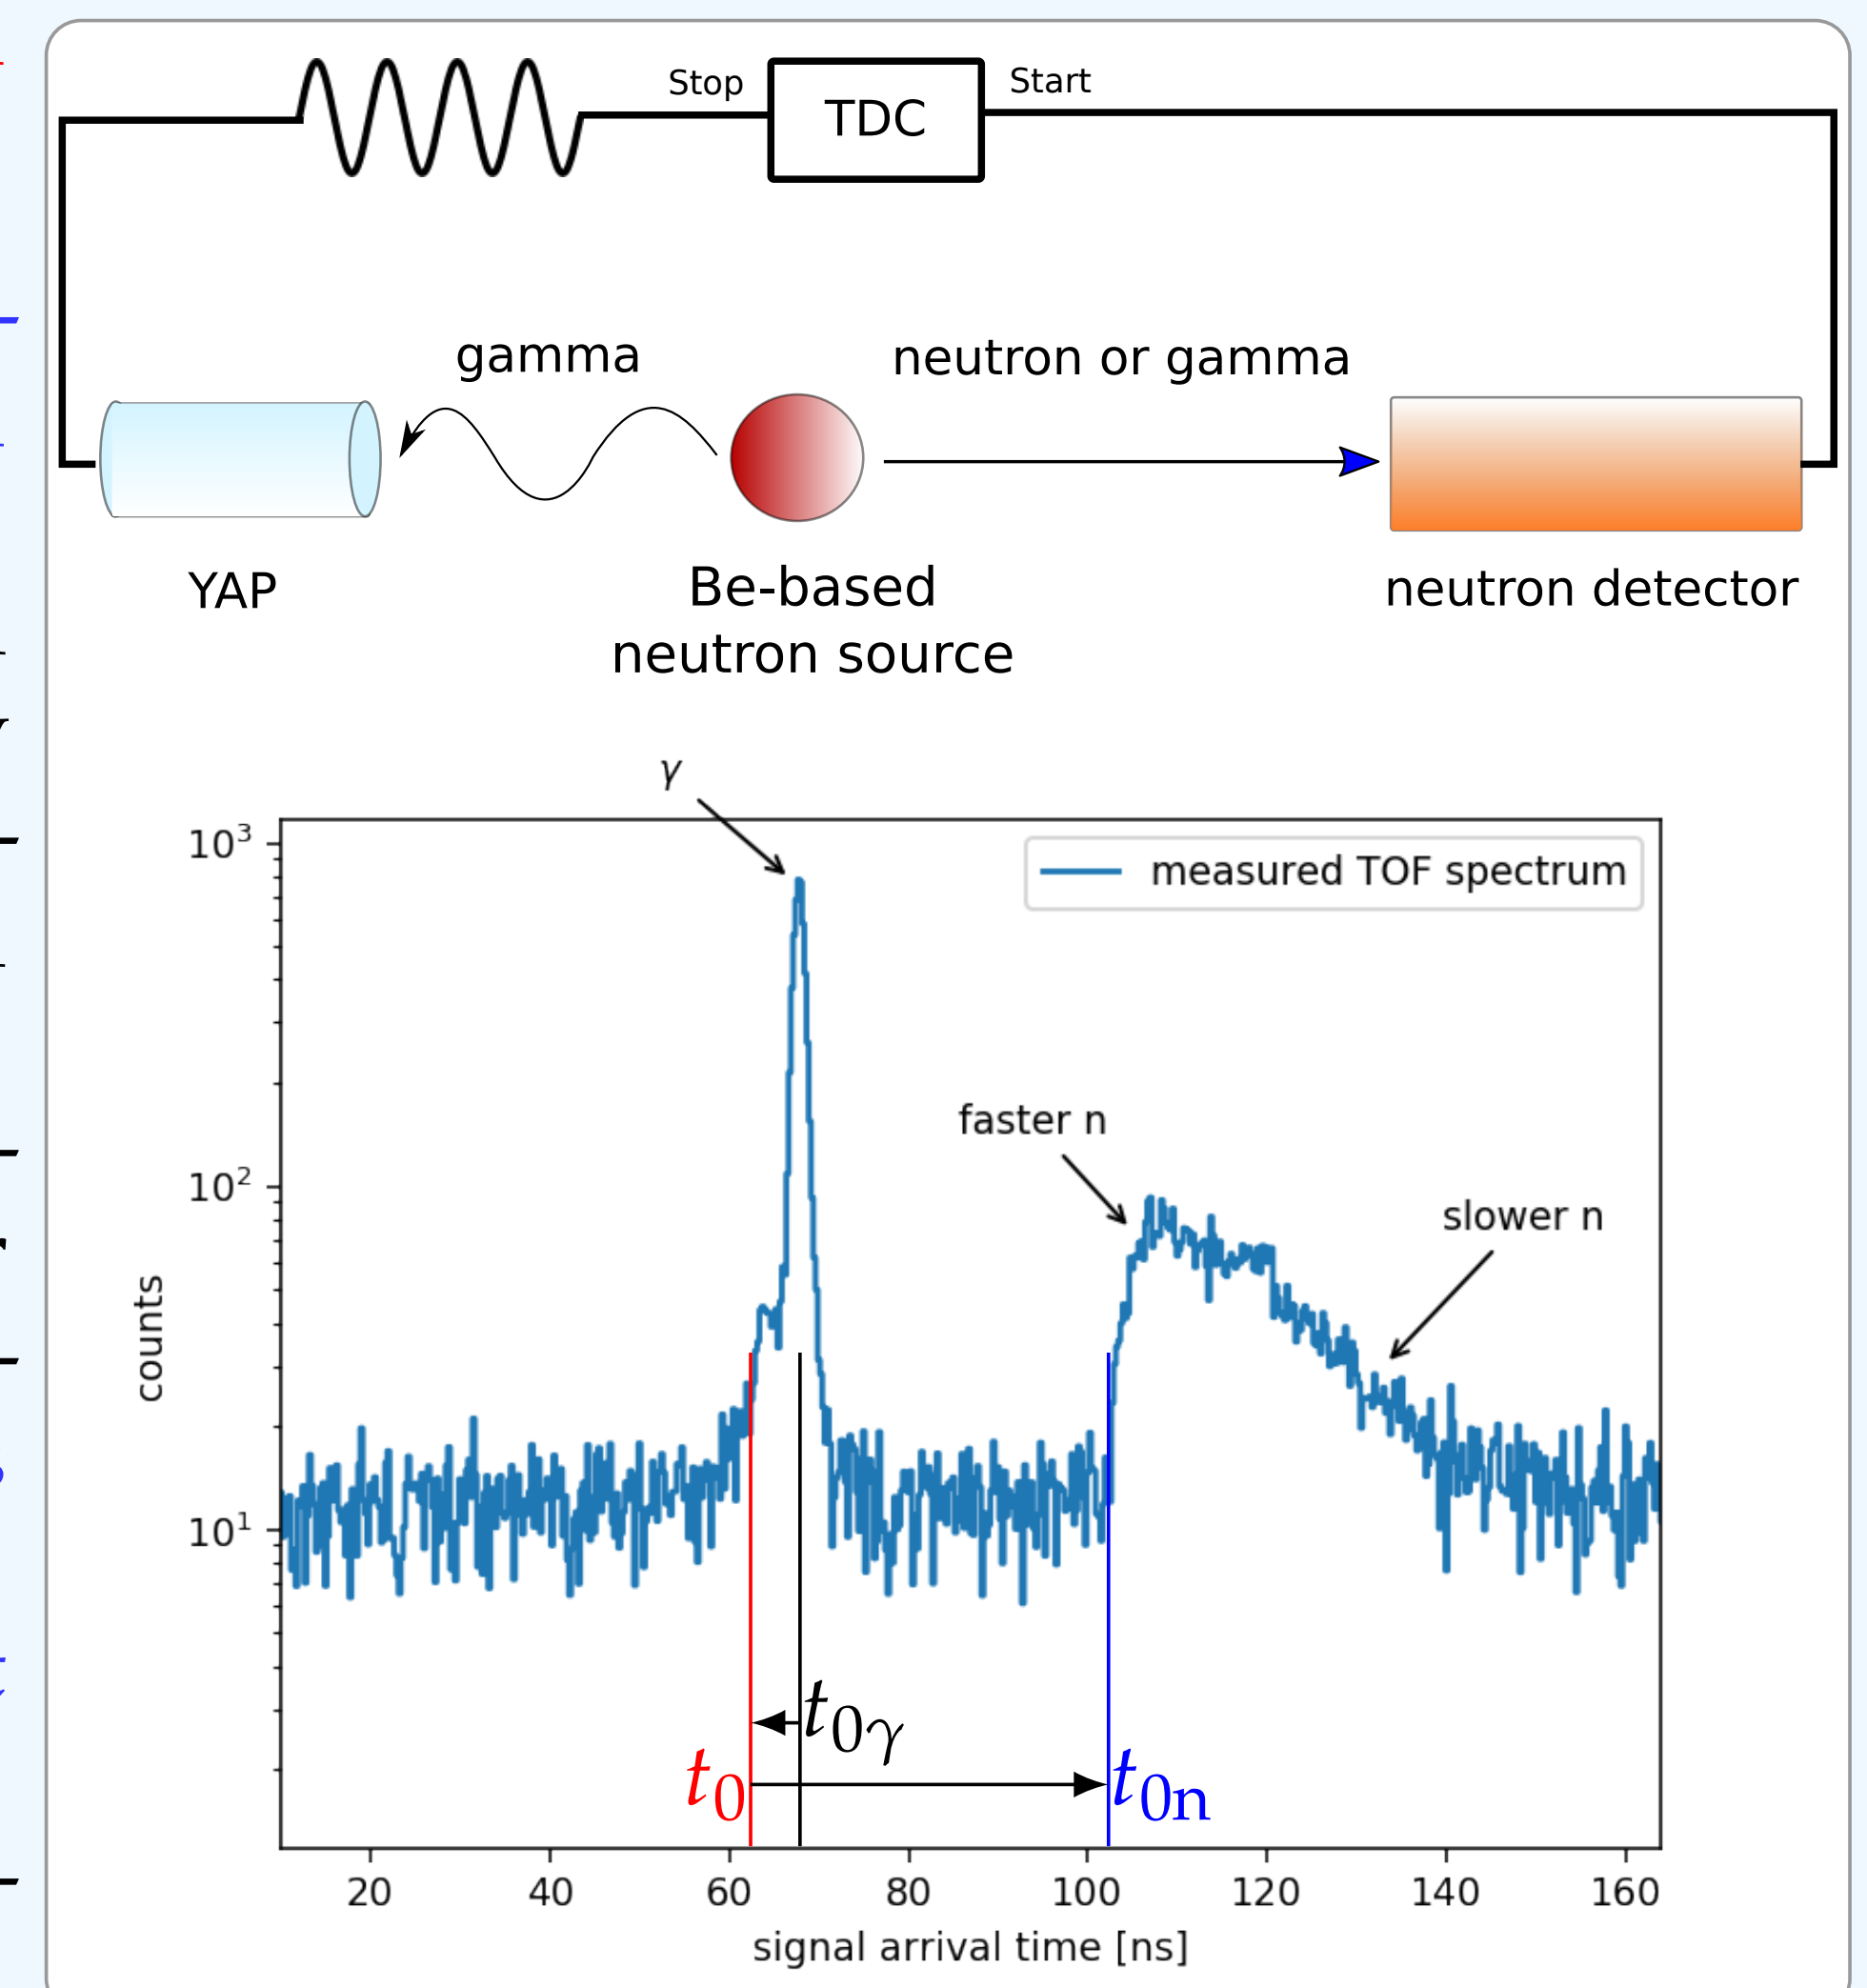 Stop
TDC
Start
gamma
neutron or gamma
YAP
Be-based
neutron source
neutron detector
γ
10³
measured TOF spectrum
faster n
10²
slower n
counts
10¹
t₀γ
t₀
t₀ₙ
20 40 60 80 100 120 140 160
signal arrival time [ns]